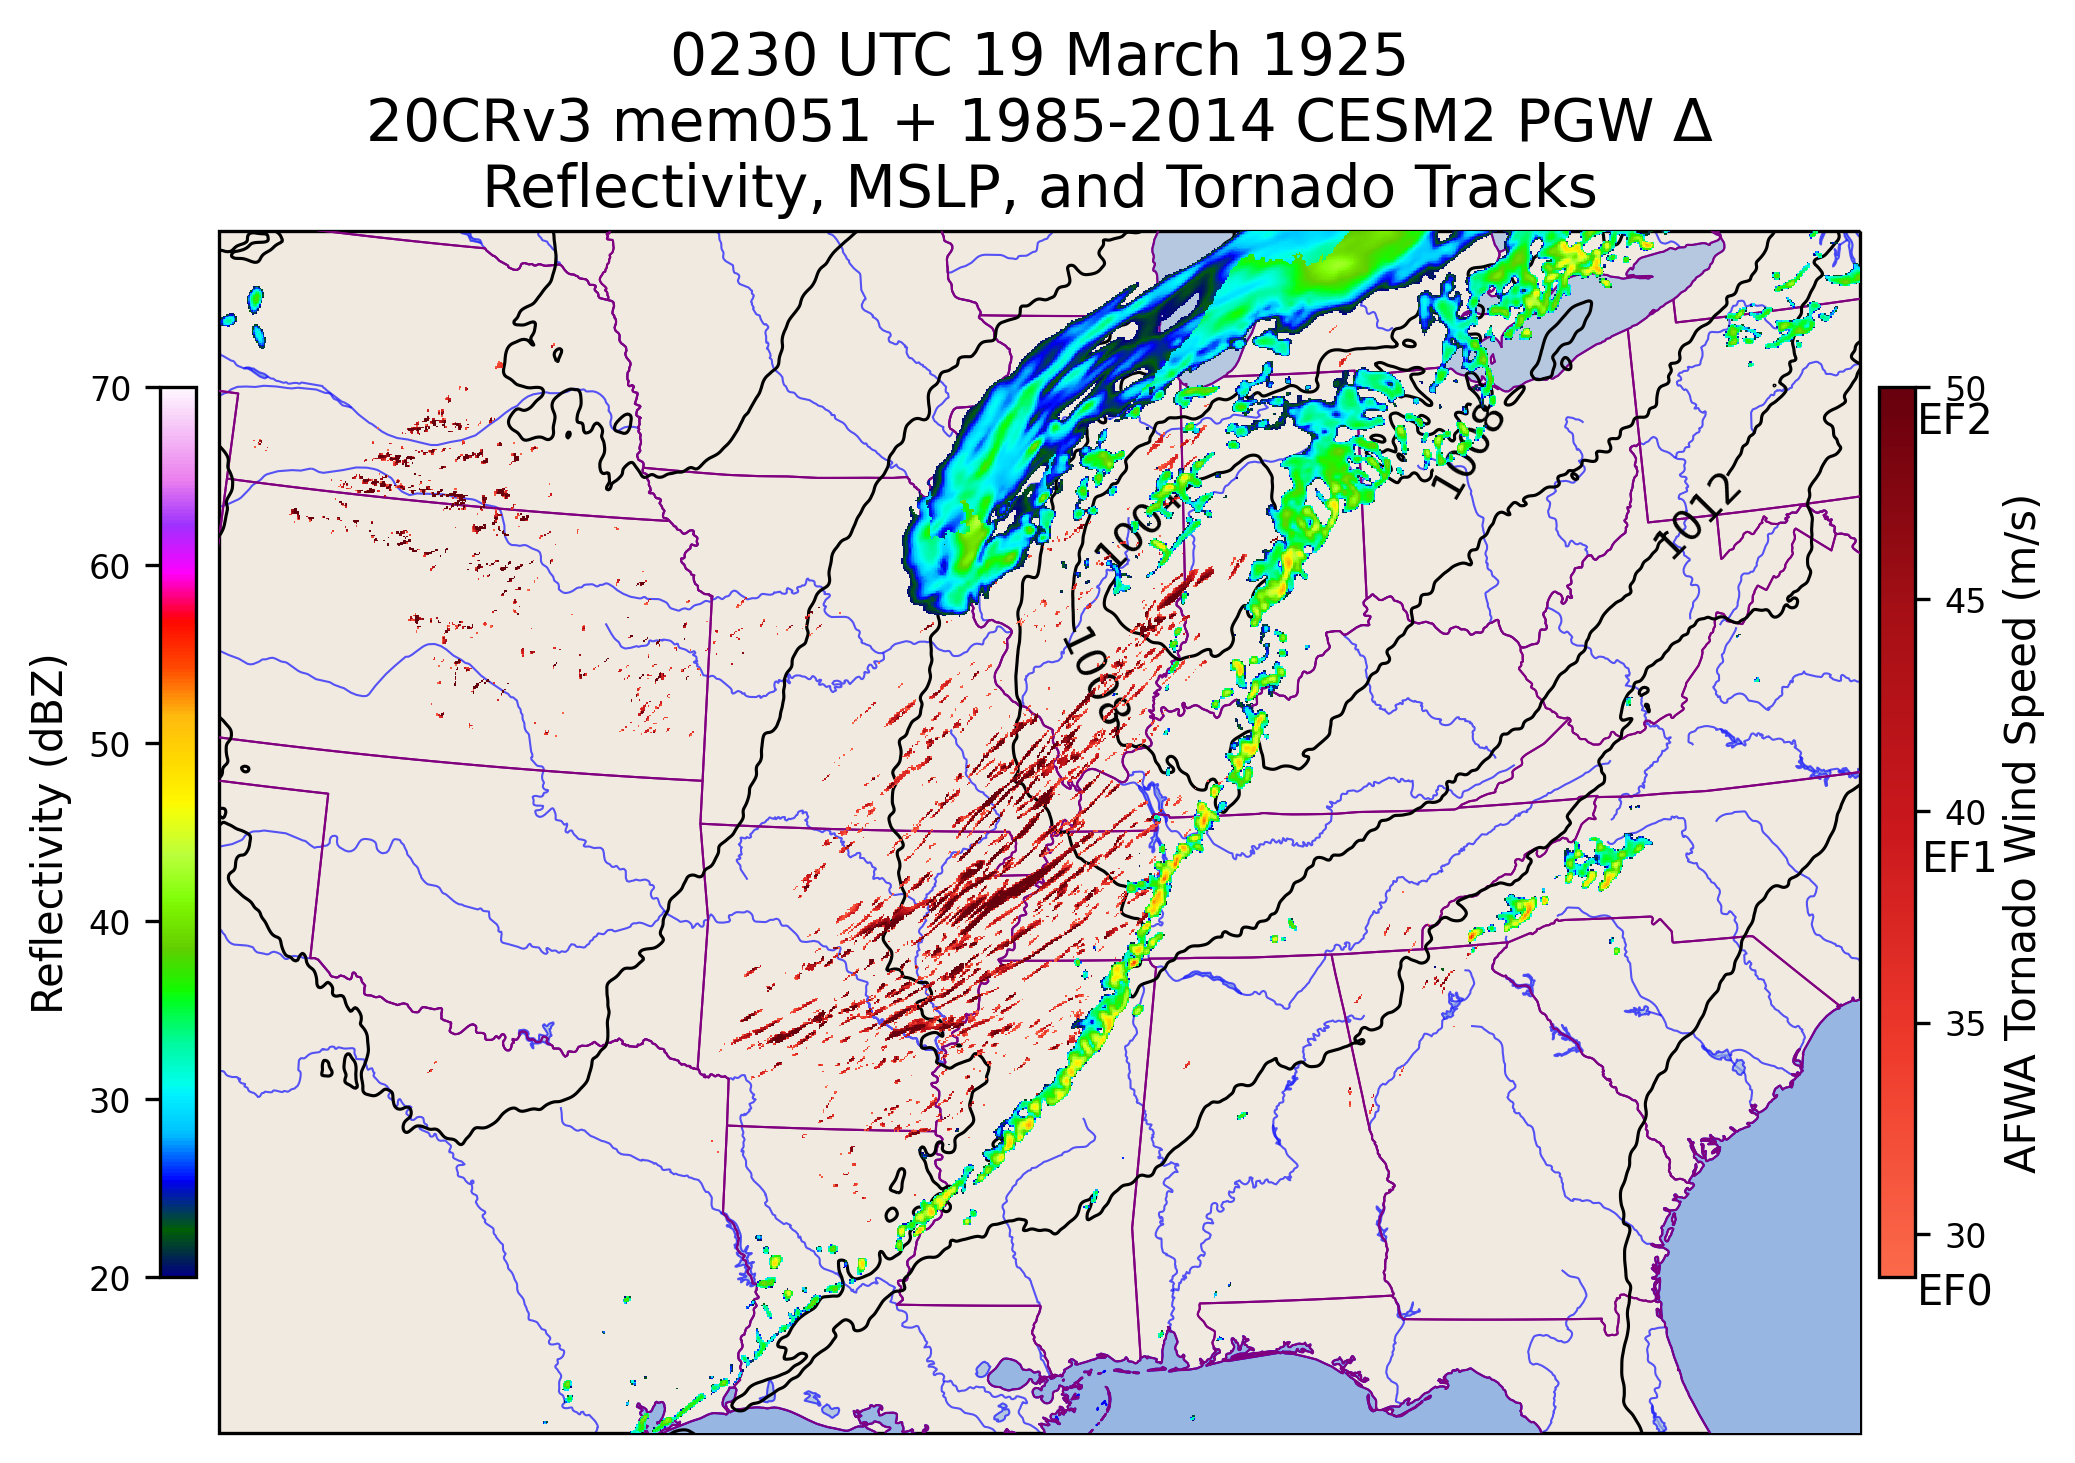 0230 UTC 19 March 1925
20CRv3 mem051 + 1985-2014 CESM2 PGW Δ
Reflectivity, MSLP, and Tornado Tracks
70
60
50
40
30
20
Reflectivity (dBZ)
1004
1008
1008
1012
50
EF2
45
40
EF1
35
30
EF0
AFWA Tornado Wind Speed (m/s)